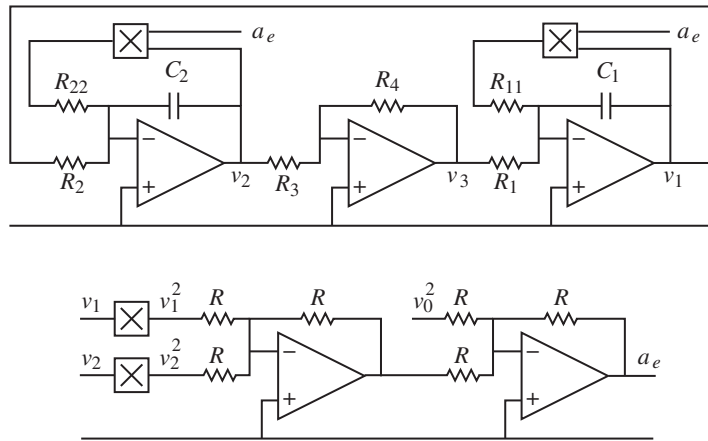 a_e a_e
R_22 C_2 R_4 R_11 C_1
− − −
R_2 v_2 R_3 v_3 R_1 v_1
+ + +
v_1 v_1^2 R R v_0^2 R R
v_2 v_2^2 R − R − a_e
+ +